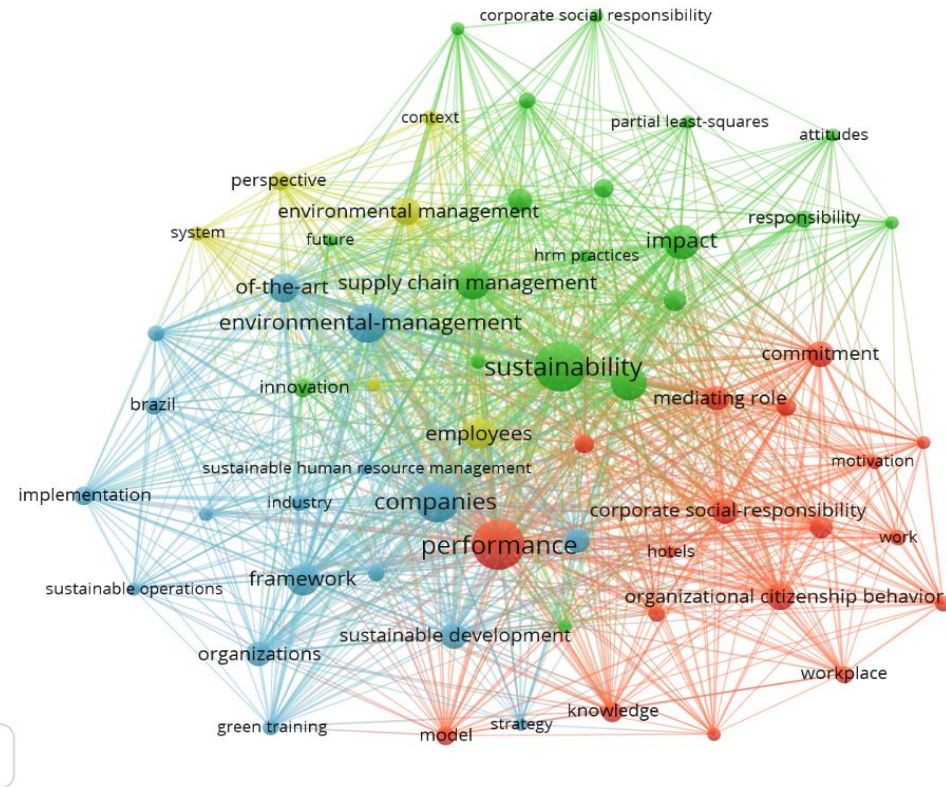 corporate social responsibility
context
partial least-squares
attitudes
perspective
environmental management
responsibility
system
future
impact
hrm practices
of-the-art
supply chain management
environmental-management
commitment
sustainability
innovation
mediating role
brazil
employees
motivation
sustainable human resource management
implementation
industry
companies
corporate social-responsibility
work
performance
hotels
framework
sustainable operations
organizational citizenship behavior
sustainable development
organizations
workplace
knowledge
strategy
green training
model